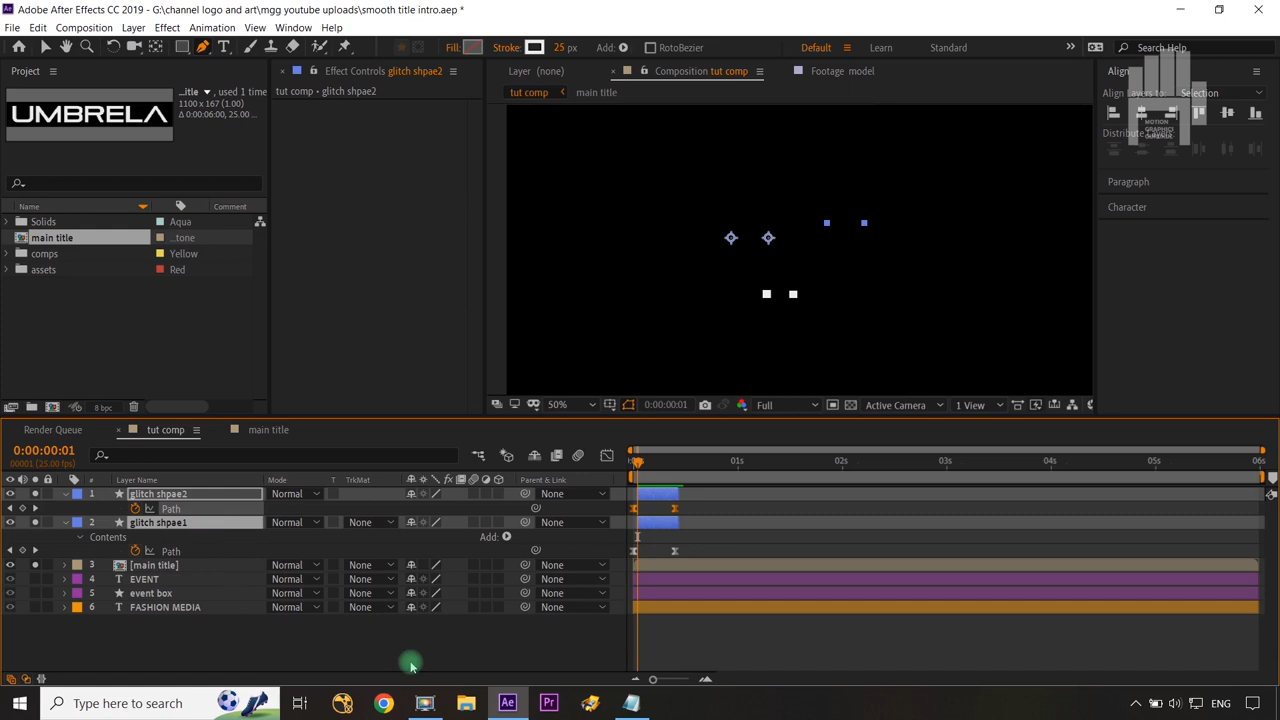 Adobe After Effects CC 2019 - G:\channel logo and art\mgg youtube uploads\smooth title intro.aep *
File Edit Composition Layer Effect Animation View Window Help
Fill: Stroke: 25 px Add: RotoBezier Default Learn Standard Search Help
Project Effect Controls glitch shpae2 Layer (none) Composition tut comp Footage model Align
tut comp • glitch shpae2 tut comp main title Align Layers to: Selection
UMBRELA
..itle , used 1 time
1100 x 167 (1.00)
Δ 0:00:06:00, 25.00 ...
MOTION
GRAPHICS
Distribute Layers:
Paragraph
Character
Name Type Comment
Solids Aqua
main title ...tone
comps Yellow
assets Red
8 bpc 50% 0:00:00:01 Full Active Camera 1 View
Render Queue tut comp main title
0:00:00:01
00001 (25.00 fps)
# Layer Name Mode T TrkMat Parent & Link 01s 02s 03s 04s 05s 06s
1 glitch shpae2 Normal None
Path
2 glitch shpae1 Normal None None
Contents Add:
Path
3 [main title] Normal None None
4 T EVENT Normal None None
5 event box Normal None None
6 T FASHION MEDIA Normal None None
Type here to search Ae Pr ENG